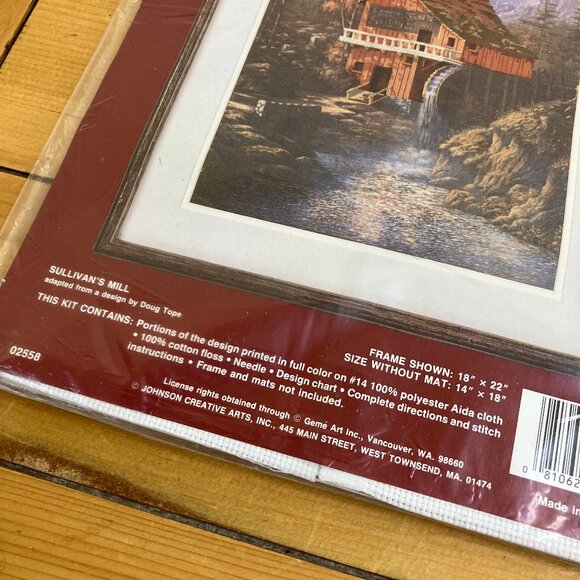 SULLIVAN'S MILL
adapted from a design by Doug Tope
THIS KIT CONTAINS: Portions of the design printed in full color on #14 100% polyester Aida cloth
• 100% cotton floss • Needle • Design chart • Complete directions and stitch
instructions • Frame and mats not included.
FRAME SHOWN: 18" × 22"
SIZE WITHOUT MAT: 14" × 18"
02558
License rights obtained through © Gemé Art Inc., Vancouver, WA. 98660
© JOHNSON CREATIVE ARTS, INC., 445 MAIN STREET, WEST TOWNSEND, MA. 01474
0 81062
Made in